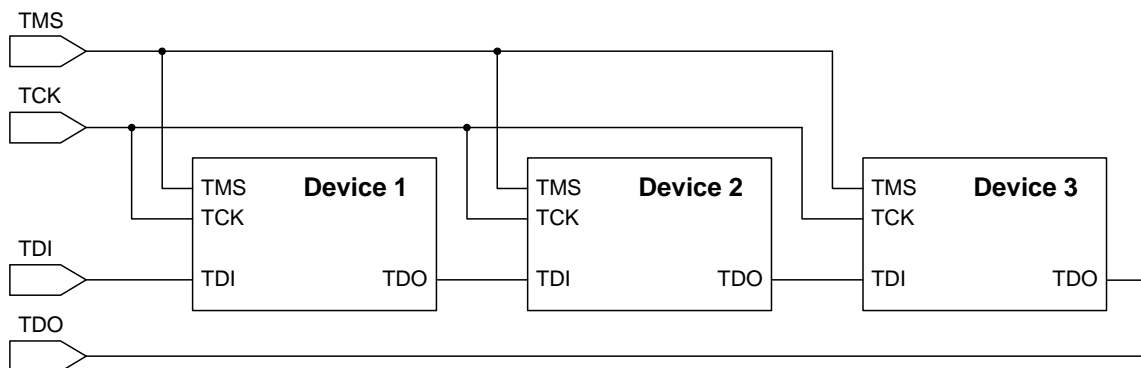 TMS
TCK
TMS Device 1
TCK
TMS Device 2
TCK
TMS Device 3
TCK
TDI
TDI TDO
TDI TDO
TDI TDO
TDO